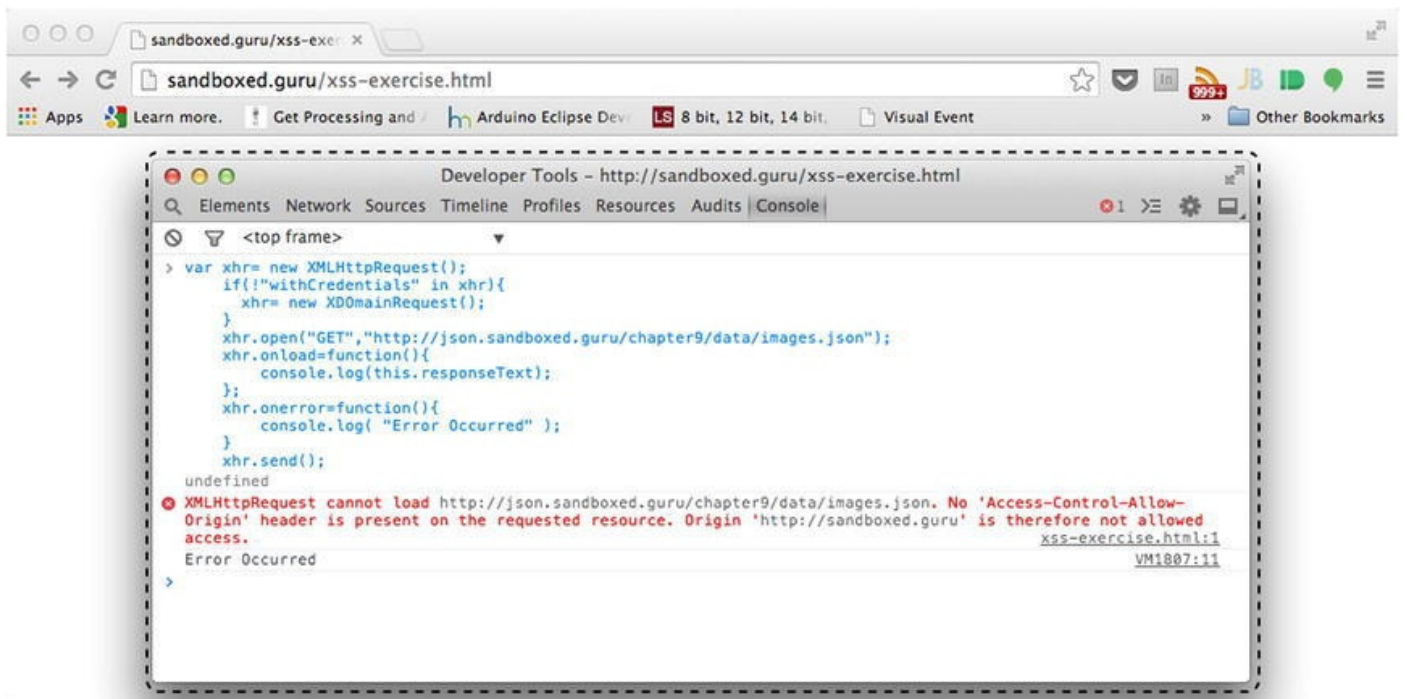 sandboxed.guru/xss-exer
sandboxed.guru/xss-exercise.html
In
999+
JB
Apps
Learn more.
Get Processing and
Arduino Eclipse Dev
LS
8 bit, 12 bit, 14 bit,
Visual Event
»
Other Bookmarks
Developer Tools - http://sandboxed.guru/xss-exercise.html
Elements Network Sources Timeline Profiles Resources Audits Console
1
<top frame>
> var xhr= new XMLHttpRequest();
if(!"withCredentials" in xhr){
xhr= new XDOmainRequest();
}
xhr.open("GET","http://json.sandboxed.guru/chapter9/data/images.json");
xhr.onload=function(){
console.log(this.responseText);
};
xhr.onerror=function(){
console.log( "Error Occurred" );
}
xhr.send();
undefined
XMLHttpRequest cannot load http://json.sandboxed.guru/chapter9/data/images.json. No 'Access-Control-Allow-
Origin' header is present on the requested resource. Origin 'http://sandboxed.guru' is therefore not allowed
access. xss-exercise.html:1
Error Occurred VM1807:11
>